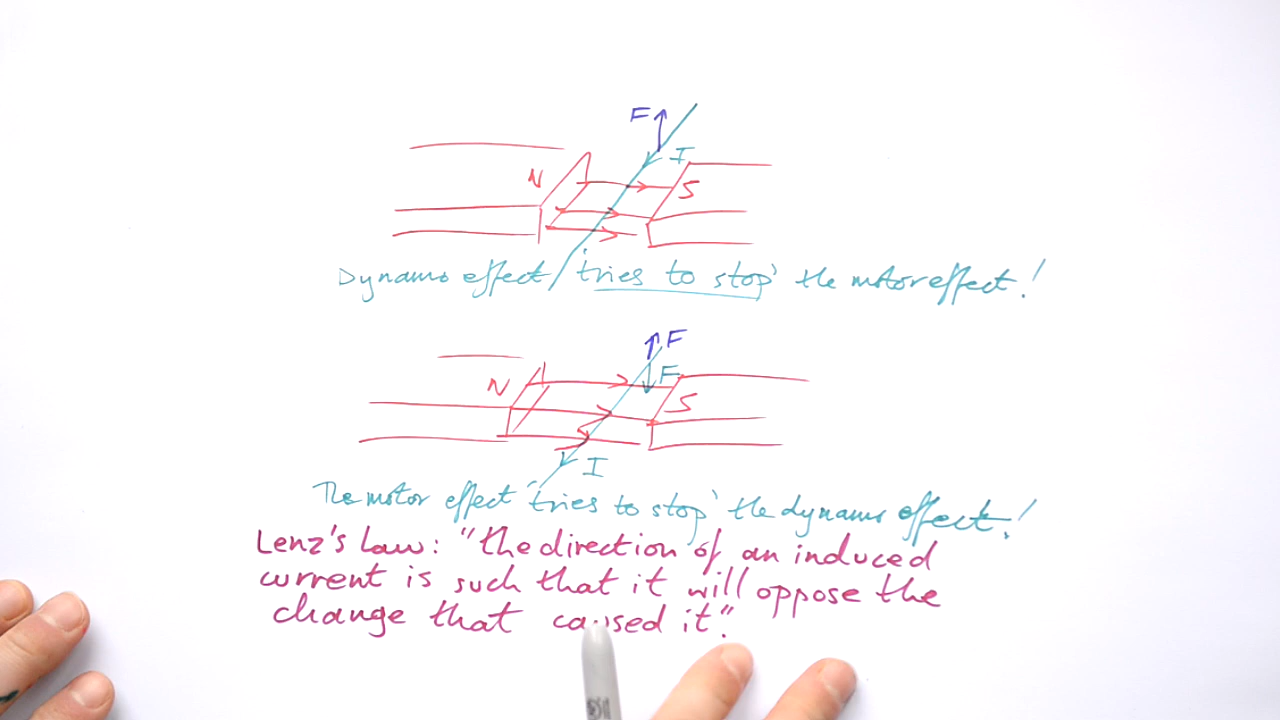 F
I
N
S
Dynamo effect 'tries to stop' the motor effect!
F
F
N
S
I
The motor effect 'tries to stop' the dynamo effect!
Lenz's law: "the direction of an induced
current is such that it will oppose the
change that caused it".